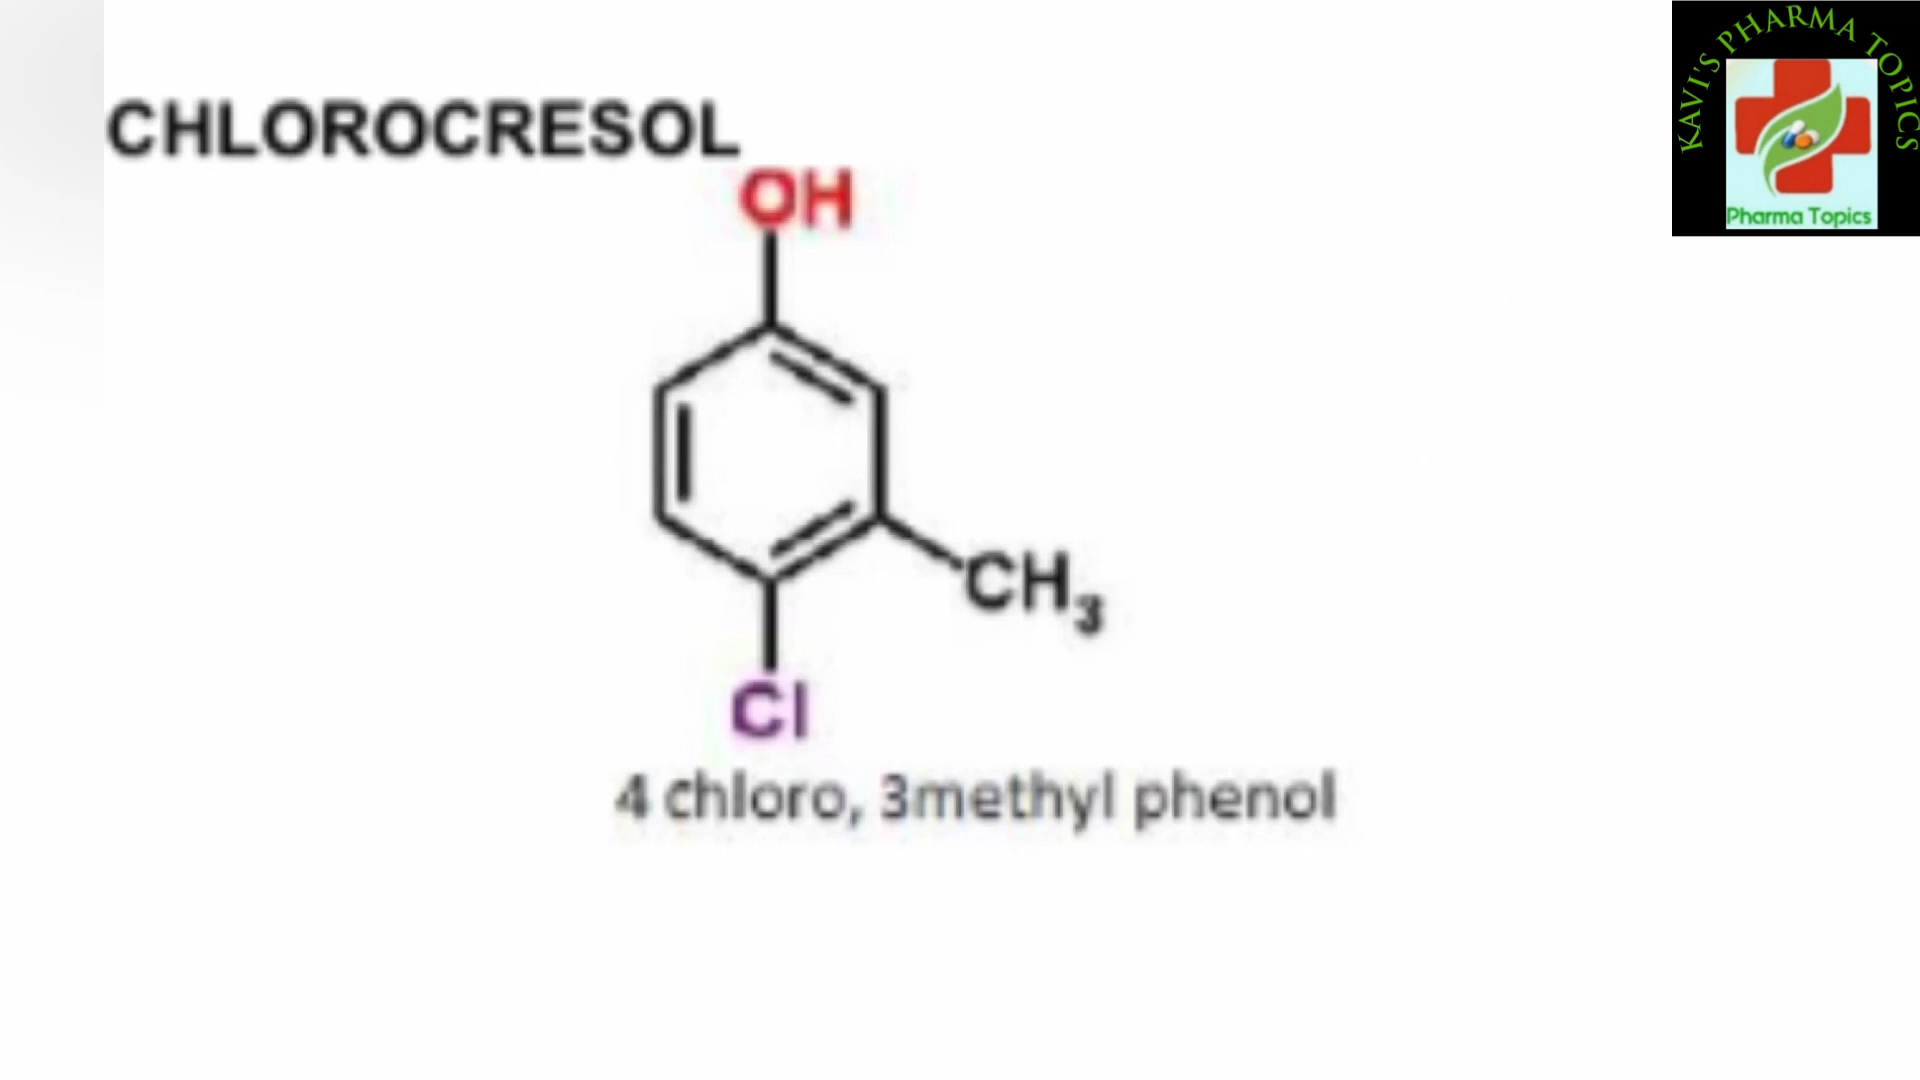 KAVI'S PHARMA TOPICS
CHLOROCRESOL
OH
CH3
Cl
4 chloro, 3methyl phenol
Pharma Topics